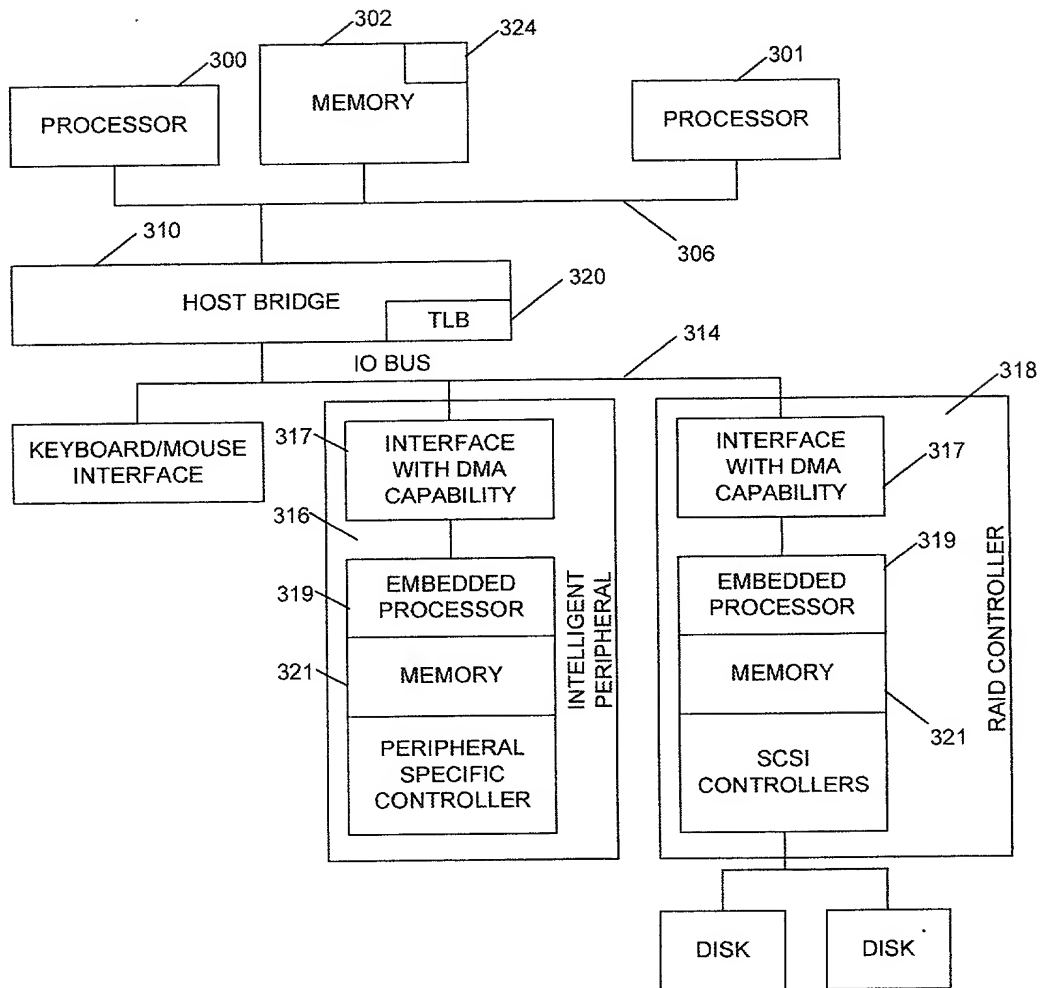 302
324
300
301
MEMORY
PROCESSOR
PROCESSOR
310
306
320
HOST BRIDGE
TLB
314
IO BUS
318
KEYBOARD/MOUSE
INTERFACE
317
INTERFACE
WITH DMA
CAPABILITY
INTERFACE
WITH DMA
CAPABILITY
317
316
319
EMBEDDED
PROCESSOR
EMBEDDED
PROCESSOR
319
321
MEMORY
MEMORY
321
INTELLIGENT
PERIPHERAL
RAID CONTROLLER
PERIPHERAL
SPECIFIC
CONTROLLER
SCSI
CONTROLLERS
DISK
DISK